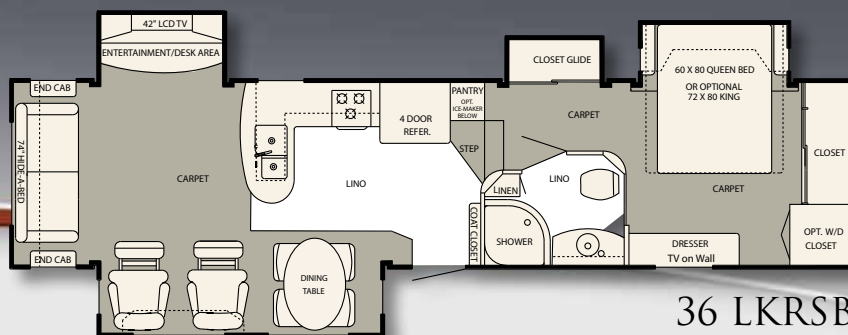 42" LCD TV
ENTERTAINMENT/DESK AREA
END CAB
74" HIDE-A-BED
END CAB
CARPET
DINING
TABLE
LINO
4 DOOR
REFER.
PANTRY
OPT.
ICE-MAKER
BELOW
STEP
COAT CLOSET
LINEN
SHOWER
LINO
CLOSET GLIDE
CARPET
60 X 80 QUEEN BED
OR OPTIONAL
72 X 80 KING
CARPET
DRESSER
TV on Wall
CLOSET
OPT. W/D
CLOSET
36 LKRSB